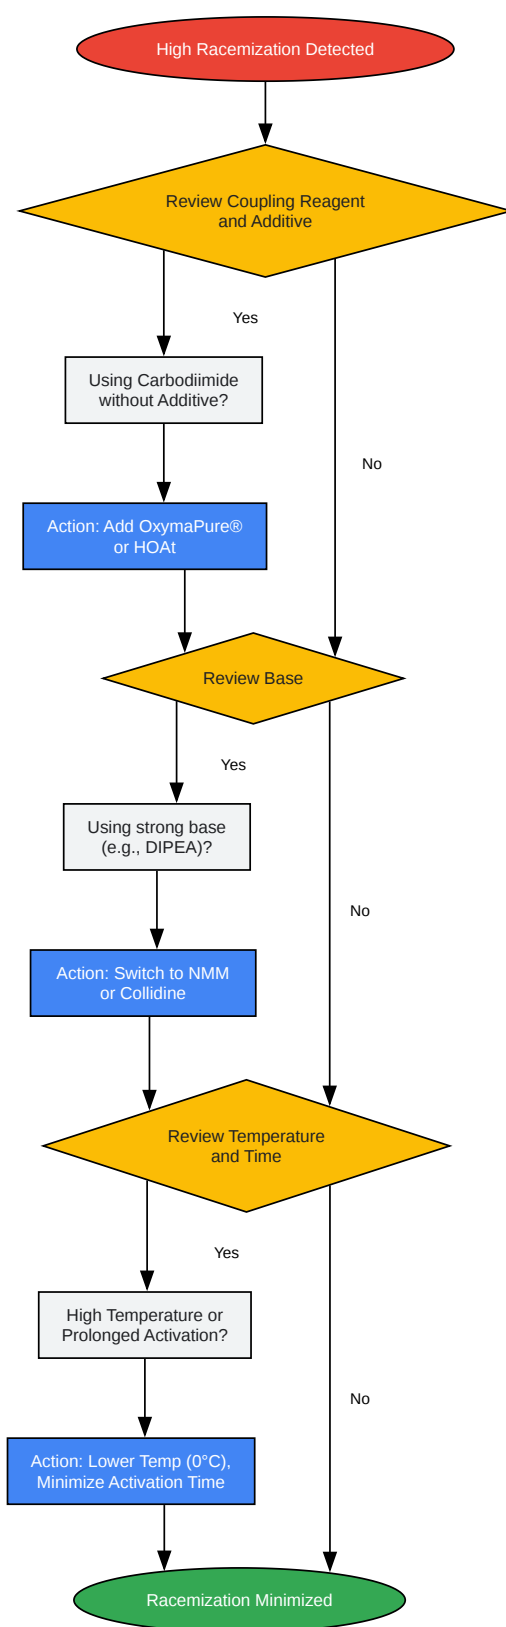 High Racemization Detected
Review Coupling Reagent
and Additive
Yes
Using Carbodiimide
without Additive?
No
Action: Add OxymaPure®
or HOAt
Review Base
Yes
Using strong base
(e.g., DIPEA)?
No
Action: Switch to NMM
or Collidine
Review Temperature
and Time
Yes
High Temperature or
Prolonged Activation?
No
Action: Lower Temp (0°C),
Minimize Activation Time
Racemization Minimized